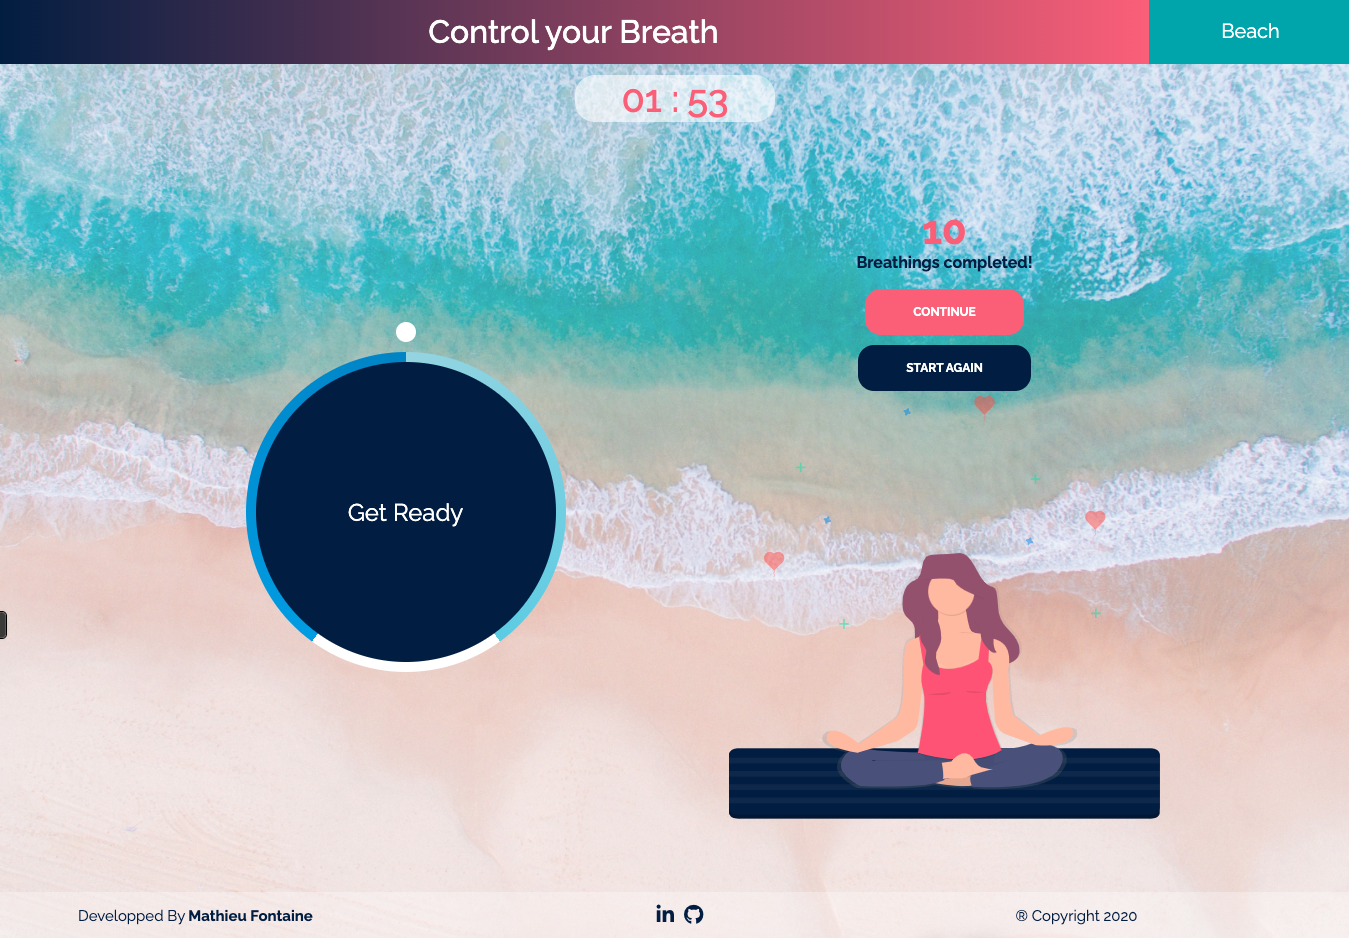 Control your Breath
Beach
01 : 53
10
Breathings completed!
CONTINUE
START AGAIN
Get Ready
Developped By Mathieu Fontaine
in
® Copyright 2020